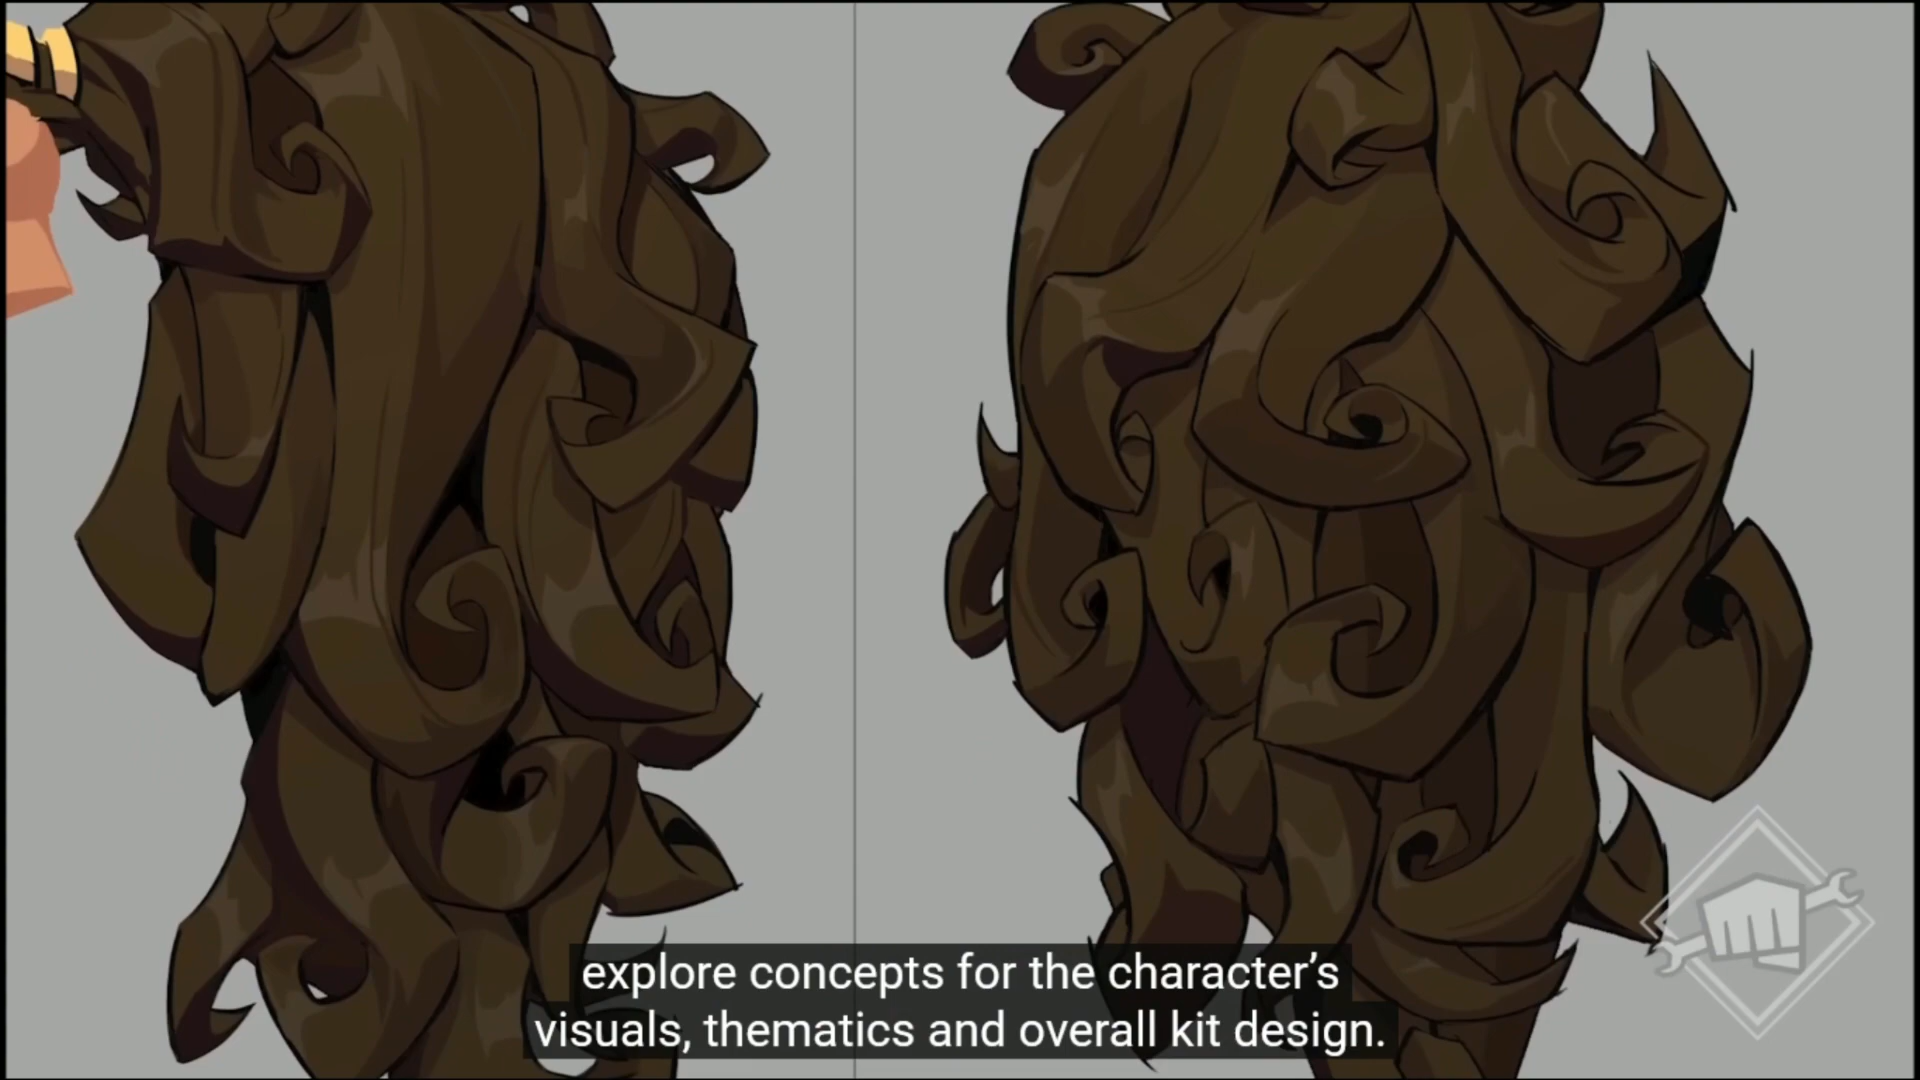 explore concepts for the character’s
visuals, thematics and overall kit design.